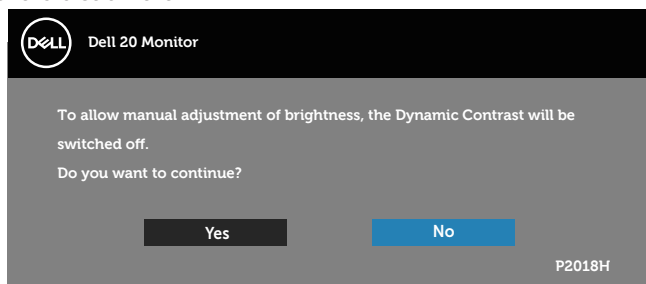 DELL
Dell 20 Monitor
To allow manual adjustment of brightness, the Dynamic Contrast will be
switched off.
Do you want to continue?
Yes
No
P2018H